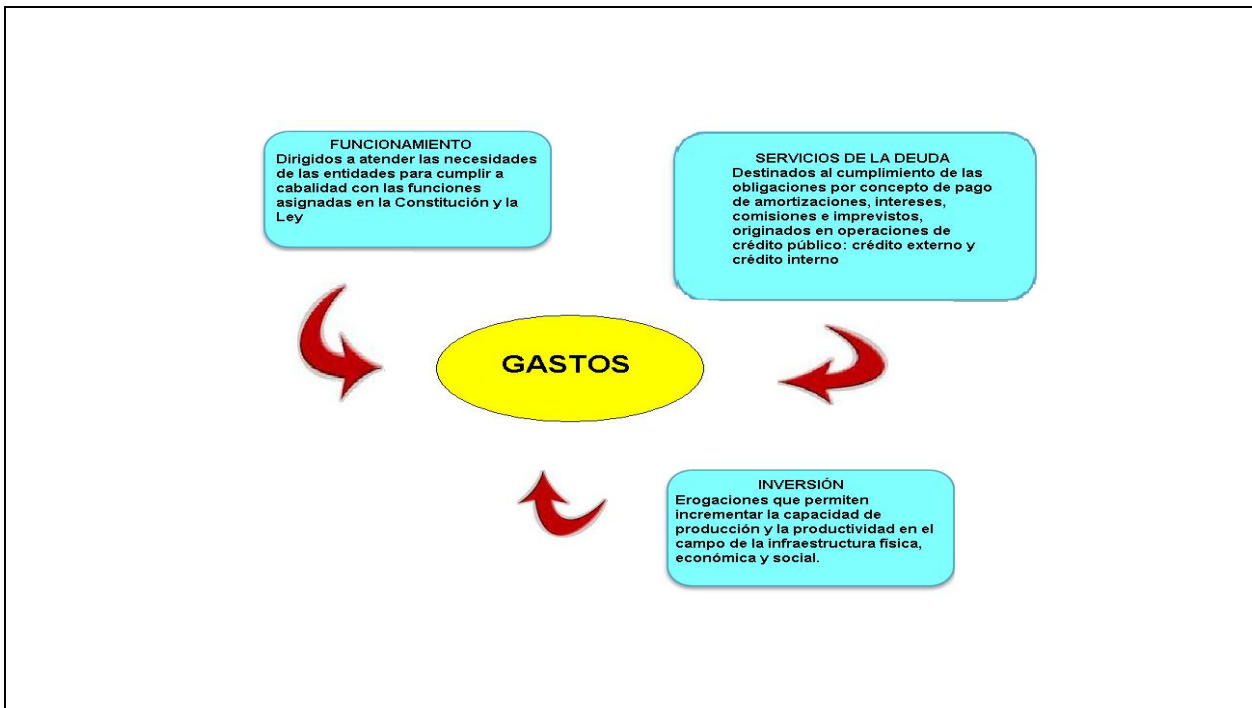 FUNCIONAMIENTO
Dirigidos a atender las necesidades
de las entidades para cumplir a
cabalidad con las funciones
asignadas en la Constitución y la
Ley
SERVICIOS DE LA DEUDA
Destinados al cumplimiento de las
obligaciones por concepto de pago
de amortizaciones, intereses,
comisiones e imprevistos,
originados en operaciones de
crédito público: crédito externo y
crédito interno
GASTOS
INVERSIÓN
Erogaciones que permiten
incrementar la capacidad de
producción y la productividad en el
campo de la infraestructura física,
económica y social.